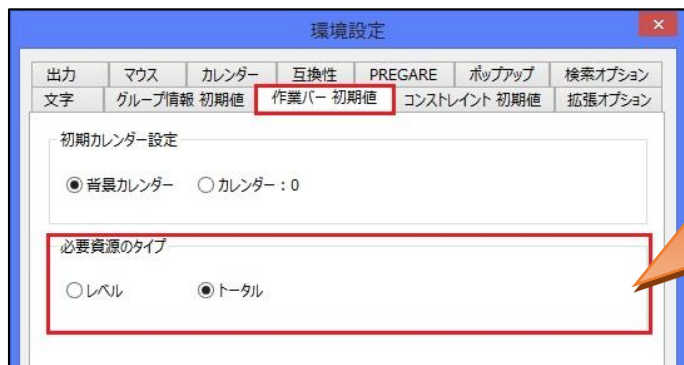 環境設定
出力 マウス カレンダー 互換性 PREGARE ポップアップ 検索オプション
文字 グループ情報 初期値 作業バー 初期値 コンストレイント 初期値 拡張オプション
初期カレンダー設定
背景カレンダー カレンダー:0
必要資源のタイプ
レベル トータル